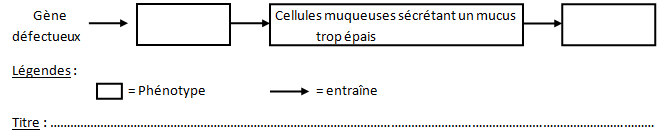 Gène défectueux
Cellules muqueuses sécrétant un mucus trop épais
Légendes :
= Phénotype = entraîne
Titre : ........................................................................................................................................................